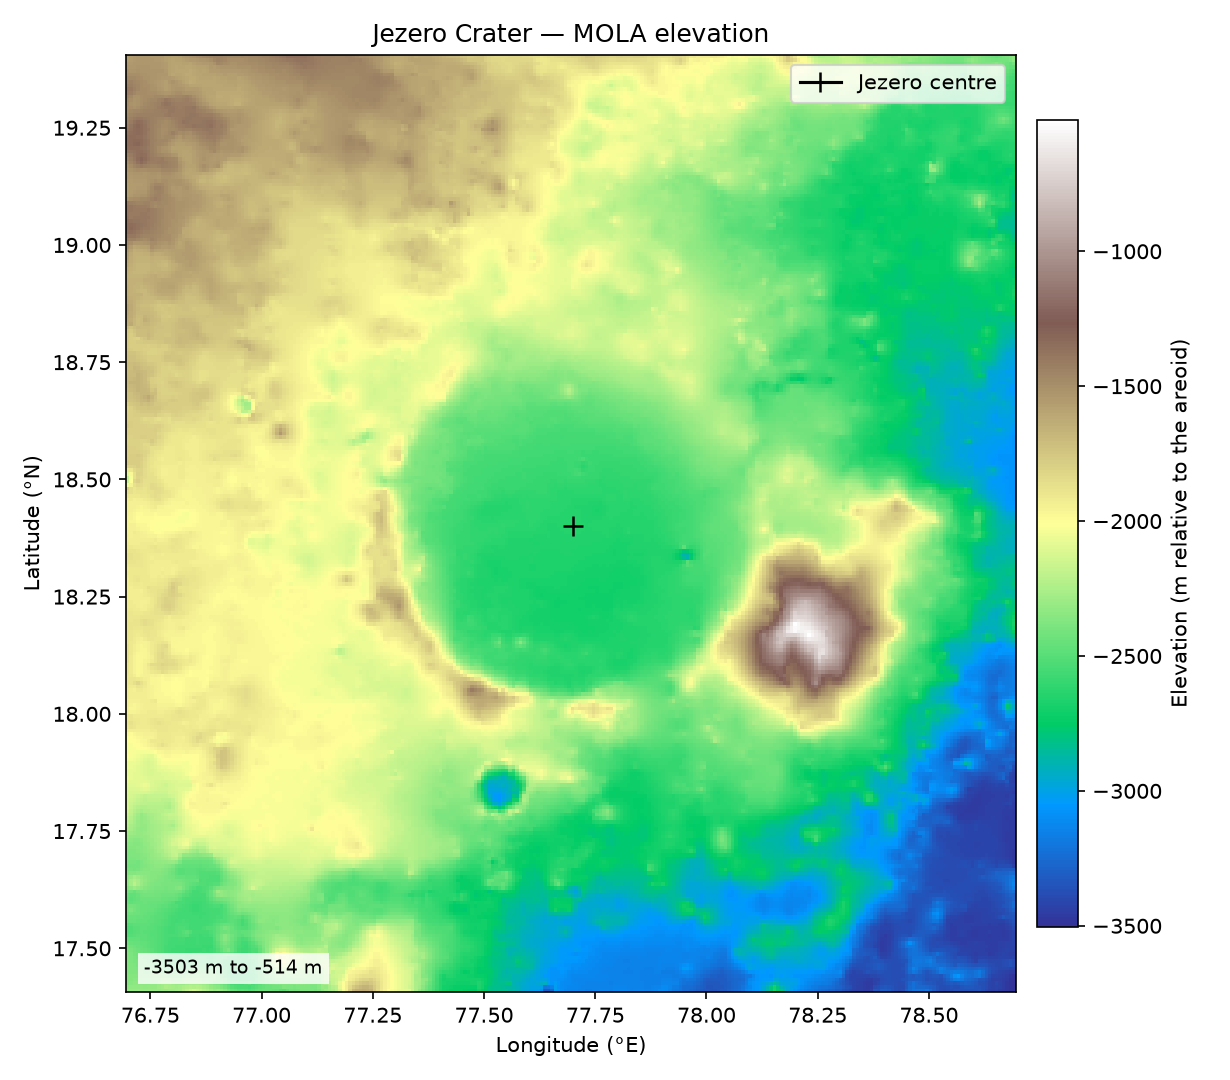 Jezero Crater — MOLA elevation
Jezero centre
19.25
19.00
18.75
18.50
18.25
18.00
17.75
17.50
Latitude (°N)
-3503 m to -514 m
76.75 77.00 77.25 77.50 77.75 78.00 78.25 78.50
Longitude (°E)
−1000
−1500
−2000
−2500
−3000
−3500
Elevation (m relative to the areoid)